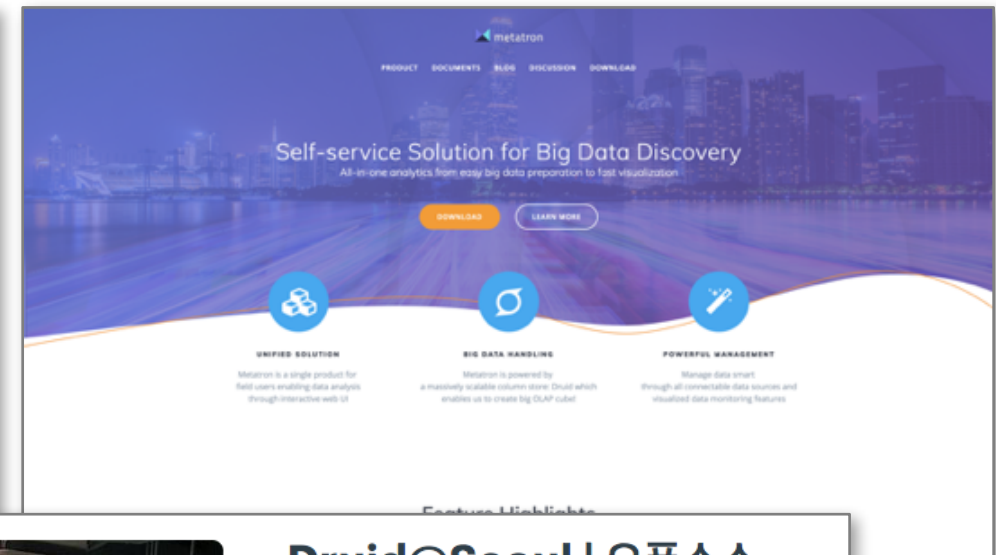 metatron
PRODUCT DOCUMENTS BLOG DISCUSSION DOWNLOAD
Self-service Solution for Big Data Discovery
All-in-one analytics from easy big data preparation to fast visualization
DOWNLOAD LEARN MORE
UNIFIED SOLUTION
Metatron is a single product for
field users enabling data analysis
through interactive web UI
BIG DATA HANDLING
Metatron is powered by
a massively scalable column store: Druid which
enables us to create big OLAP cube!
POWERFUL MANAGEMENT
Manage data smart
through all connectable data sources and
visualized data monitoring features
Feature Highlights
Druid@Seoul